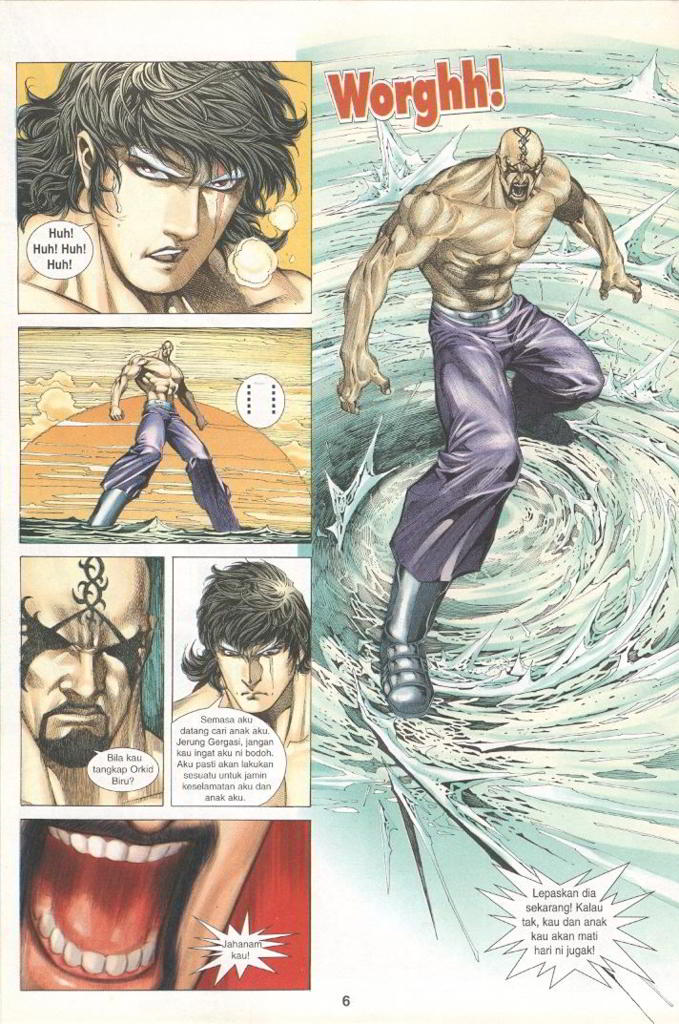 Huh!
Huh! Huh!
Huh!
Worghh!
Bila kau
tangkap Orkid
Biru?
Semasa aku
datang cari anak aku.
Jerung Gergasi, jangan
kau ingat aku ni bodoh.
Aku pasti akan lakukan
sesuatu untuk jamin
keselamatan aku dan
anak aku.
Jahanam
kau!
Lepaskan dia
sekarang! Kalau
tak, kau dan anak
kau akan mati
hari ni jugak!
6